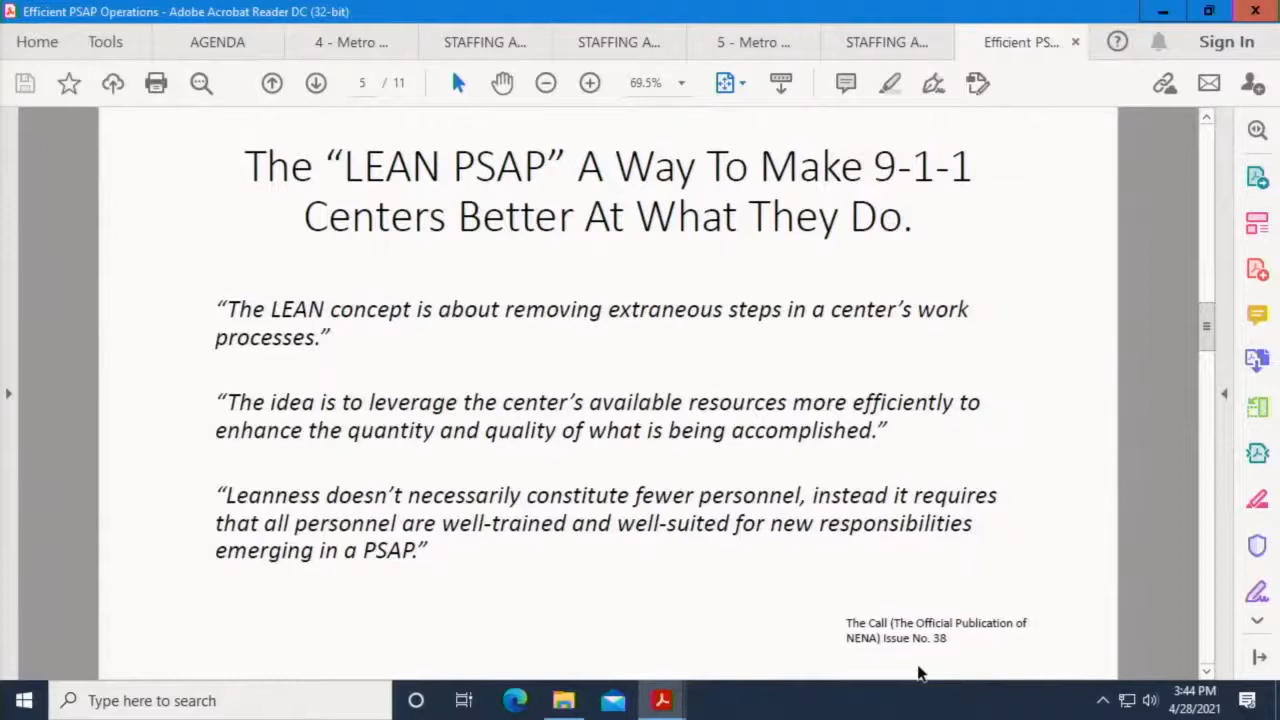 Efficient PSAP Operations - Adobe Acrobat Reader DC (32-bit)
Home Tools AGENDA 4 - Metro ... STAFFING A... STAFFING A... 5 - Metro ... STAFFING A... Efficient PS... Sign In
5 / 11 69.5%
The “LEAN PSAP” A Way To Make 9-1-1
Centers Better At What They Do.
“The LEAN concept is about removing extraneous steps in a center’s work
processes.”
“The idea is to leverage the center’s available resources more efficiently to
enhance the quantity and quality of what is being accomplished.”
“Leanness doesn’t necessarily constitute fewer personnel, instead it requires
that all personnel are well-trained and well-suited for new responsibilities
emerging in a PSAP.”
The Call (The Official Publication of
NENA) Issue No. 38
Type here to search
3:44 PM
4/28/2021